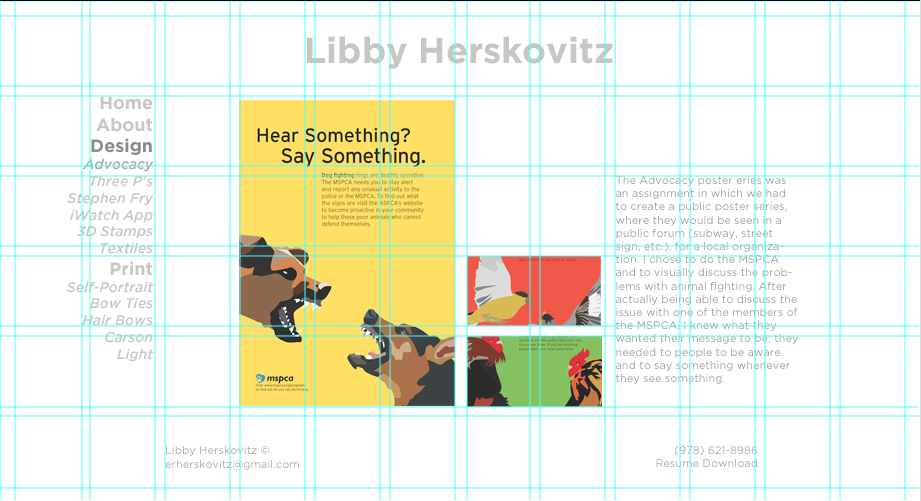 Libby Herskovitz
Home
About
Design
Advocacy
Three P's
Stephen Fry
iWatch App
3D Stamps
Textiles
Print
Self-Portrait
Bow Ties
Hair Bows
Carson
Light
Hear Something?
Say Something.
Dog fighting rings are deathly secretive.
The MSPCA needs you to stay alert
and report any unusual activity to the
police or the MSPCA. To find out what
the signs are visit the MSPCA's website
to become proactive in your community
to help these poor animals who cannot
defend themselves.
mspca
The Advocacy poster eries was
an assignment in which we had
to create a public poster series,
where they would be seen in a
public forum (subway, street
sign, etc.), for a local organiza-
tion. I chose to do the MSPCA
and to visually discuss the prob-
lems with animal fighting. After
actually being able to discuss the
issue with one of the members of
the MSPCA, I knew what they
wanted their message to be; they
needed to people to be aware
and to say something whenever
they see something.
Libby Herskovitz ©
erherskovitz@gmail.com
(978) 621-8986
Resume Download